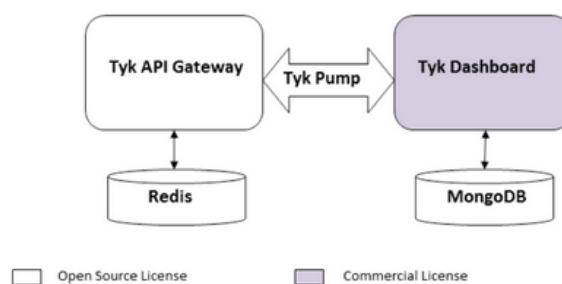 Tyk API Gateway
Tyk Pump
Tyk Dashboard
Redis
MongoDB
Open Source License
Commercial License